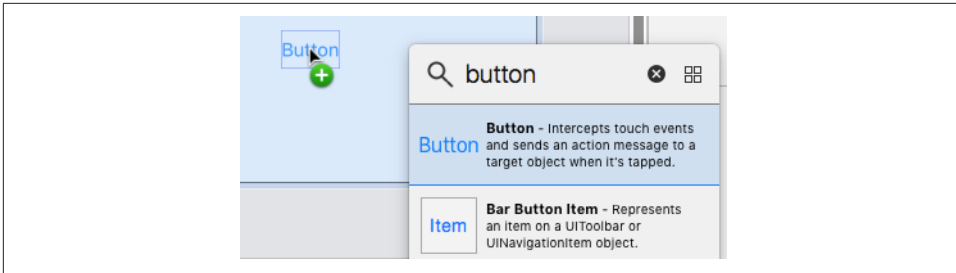 Button
button
Button - Intercepts touch events
Button and sends an action message to a
target object when it's tapped.
Bar Button Item - Represents
Item an item on a UIToolbar or
UINavigationItem object.